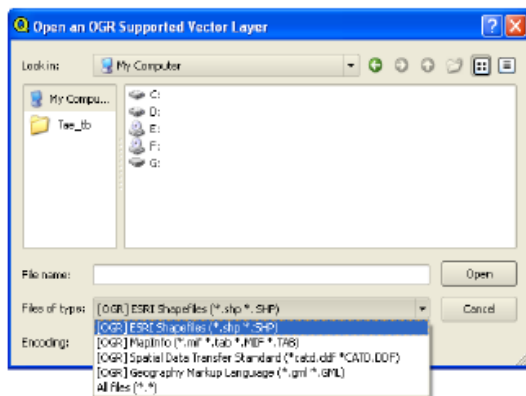 Open an OGR Supported Vector Layer
Look in: My Computer
My Compu...
Tae_tb
C:
D:
E:
F:
G:
File name: Open
Files of type: [OGR] ESRI Shapefiles (*.shp *.SHP) Cancel
Encoding:
[OGR] ESRI Shapefiles (*.shp *.SHP)
[OGR] MapInfo (*.mif *.tab *.MIF *.TAB)
[OGR] Spatial Data Transfer Standard (*catd.ddf *CATD.DDF)
[OGR] Geography Markup Language (*.gml *.GML)
All files (*.*)